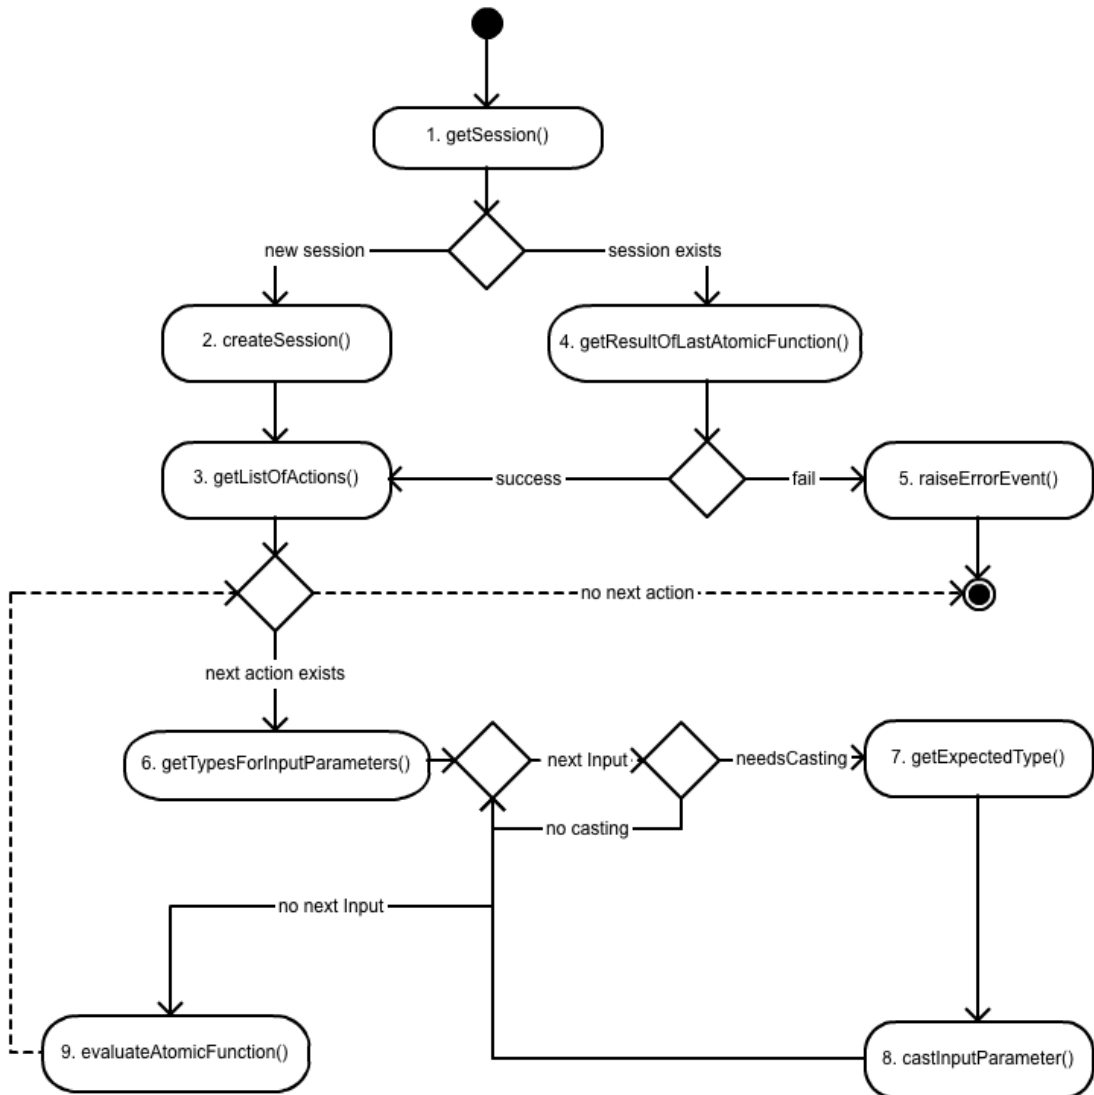 1. getSession()
new session
session exists
2. createSession()
4. getResultOfLastAtomicFunction()
3. getListOfActions()
success
fail
5. raiseErrorEvent()
no next action
next action exists
6. getTypesForInputParameters()
next Input
needsCasting
7. getExpectedType()
no casting
no next Input
9. evaluateAtomicFunction()
8. castInputParameter()